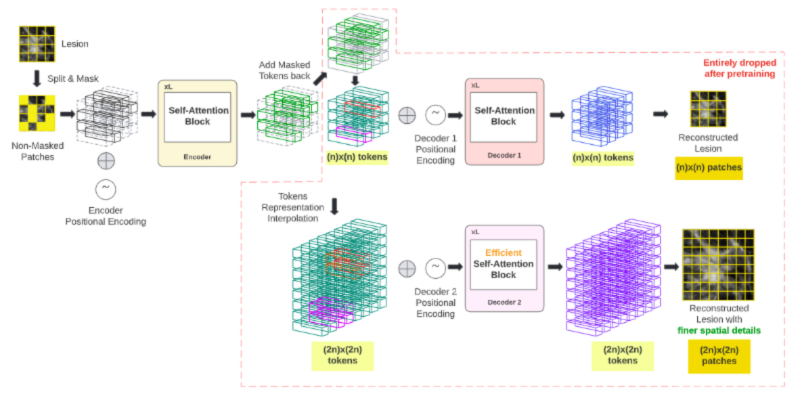 Lesion
Split & Mask
Non-Masked
Patches
~
Encoder
Positional Encoding
xL
Self-Attention
Block
Encoder
Add Masked
Tokens back
(n)x(n) tokens
~
Decoder 1
Positional
Encoding
xL
Self-Attention
Block
Decoder 1
(n)x(n) tokens
Entirely dropped
after pretraining
Reconstructed
Lesion
(n)x(n) patches
Tokens
Representation
Interpolation
(2n)x(2n)
tokens
~
Decoder 2
Positional
Encoding
xL
Efficient
Self-Attention
Block
Decoder 2
(2n)x(2n)
tokens
Reconstructed
Lesion with
finer spatial details
(2n)x(2n)
patches